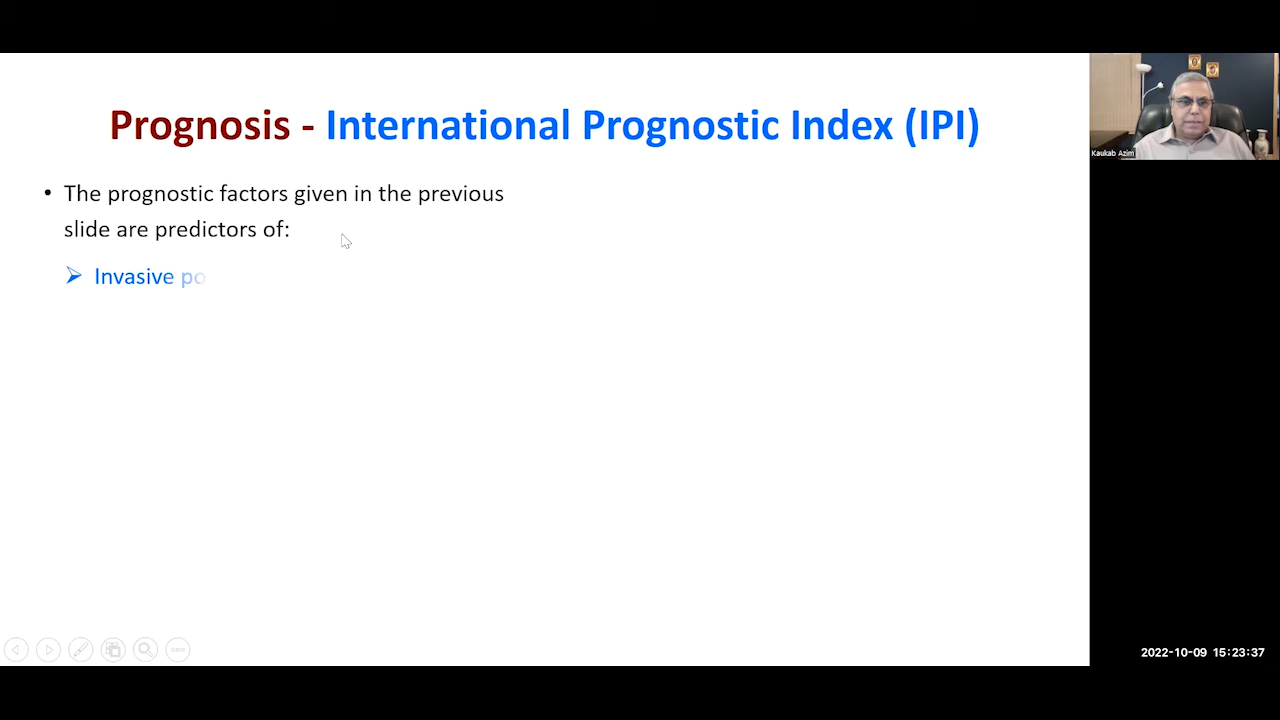 Prognosis - International Prognostic Index (IPI)
• The prognostic factors given in the previous
slide are predictors of:
➢ Invasive po
Kaukab Azim
2022-10-09 15:23:37